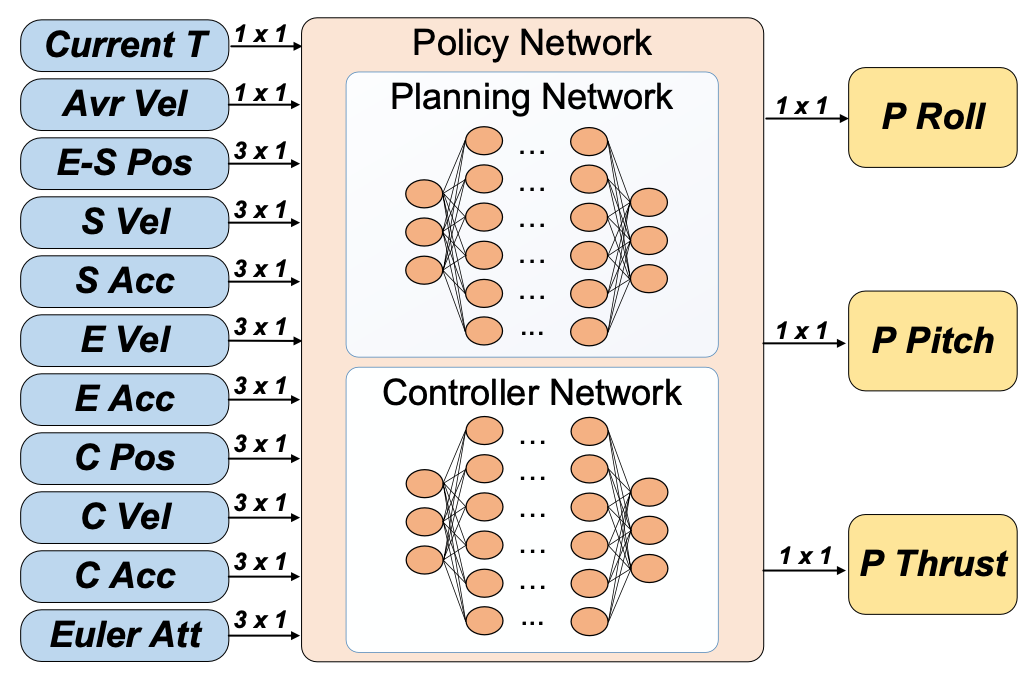 Current T
1 x 1
Avr Vel
1 x 1
E-S Pos
3 x 1
S Vel
3 x 1
S Acc
3 x 1
E Vel
3 x 1
E Acc
3 x 1
C Pos
3 x 1
C Vel
3 x 1
C Acc
3 x 1
Euler Att
3 x 1
Policy Network
Planning Network
...
...
...
...
...
...
Controller Network
...
...
...
...
...
...
1 x 1
P Roll
1 x 1
P Pitch
1 x 1
P Thrust